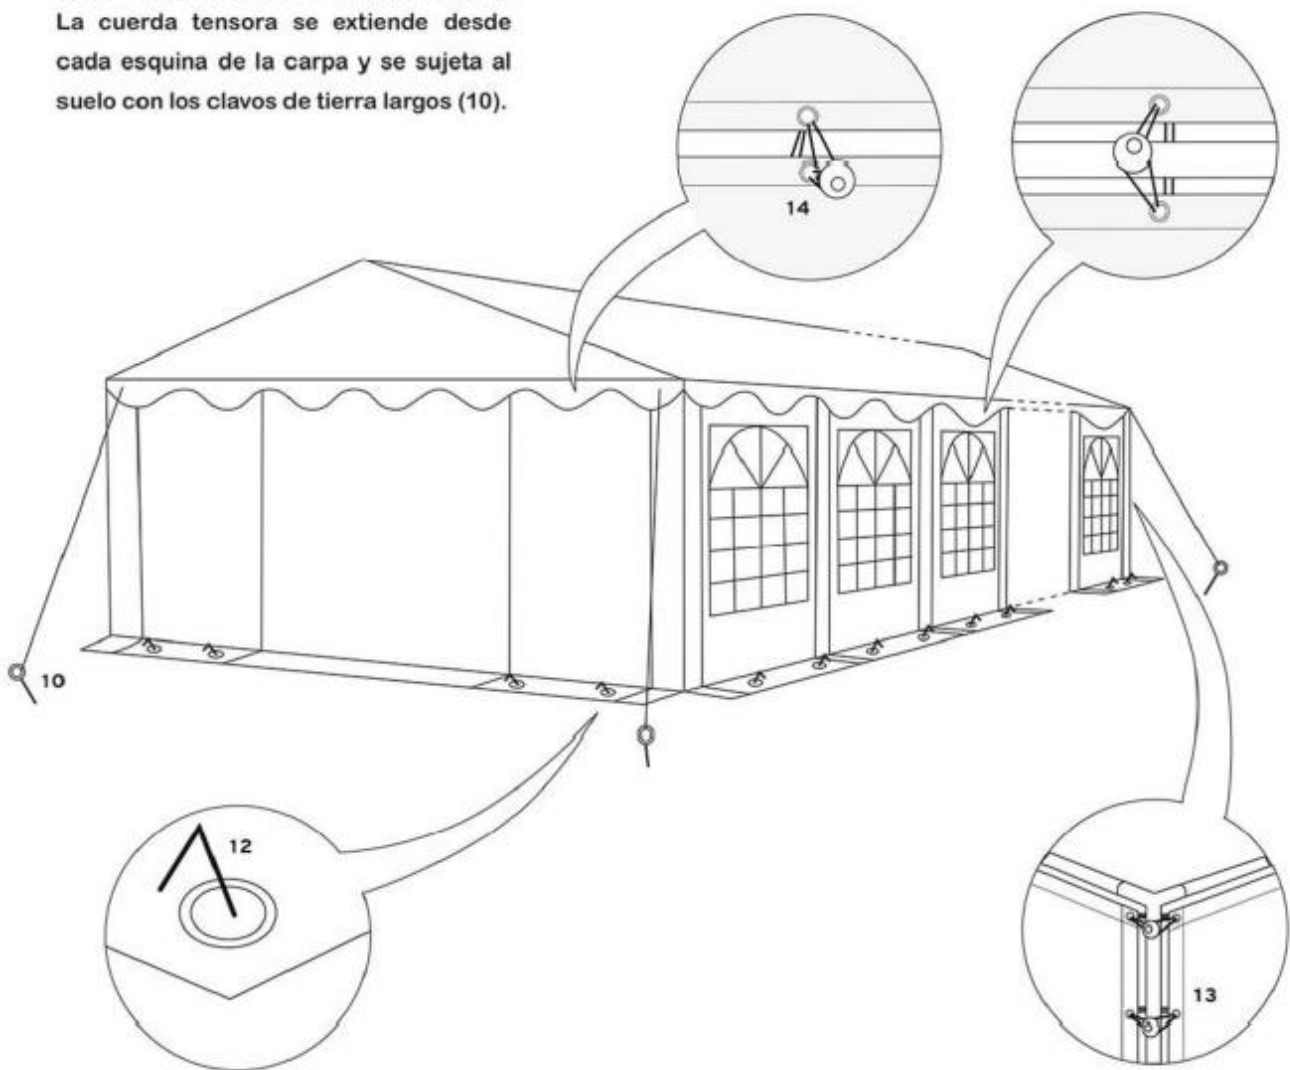 La cuerda tensora se extiende desde
cada esquina de la carpa y se sujeta al
suelo con los clavos de tierra largos (10).
14
10
12
13